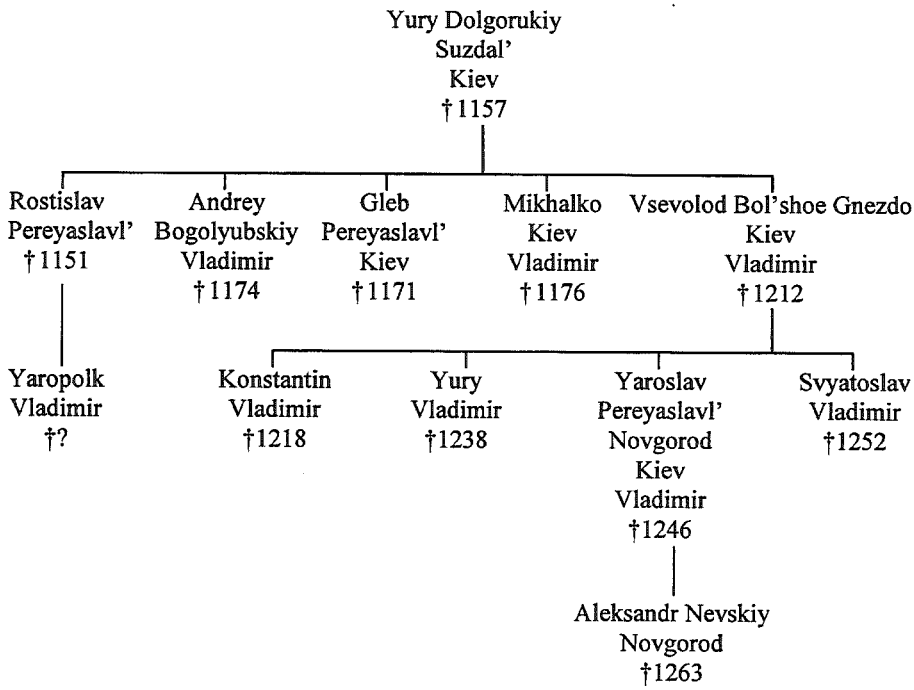 Yury Dolgorukiy
Suzdal'
Kiev
†1157
Rostislav
Pereyaslavl'
†1151
Andrey
Bogolyubskiy
Vladimir
†1174
Gleb
Pereyaslavl'
Kiev
†1171
Mikhalko
Kiev
Vladimir
†1176
Vsevolod Bol'shoe Gnezdo
Kiev
Vladimir
†1212
Yaropolk
Vladimir
†?
Konstantin
Vladimir
†1218
Yury
Vladimir
†1238
Yaroslav
Pereyaslavl'
Novgorod
Kiev
Vladimir
†1246
Svyatoslav
Vladimir
†1252
Aleksandr Nevskiy
Novgorod
†1263